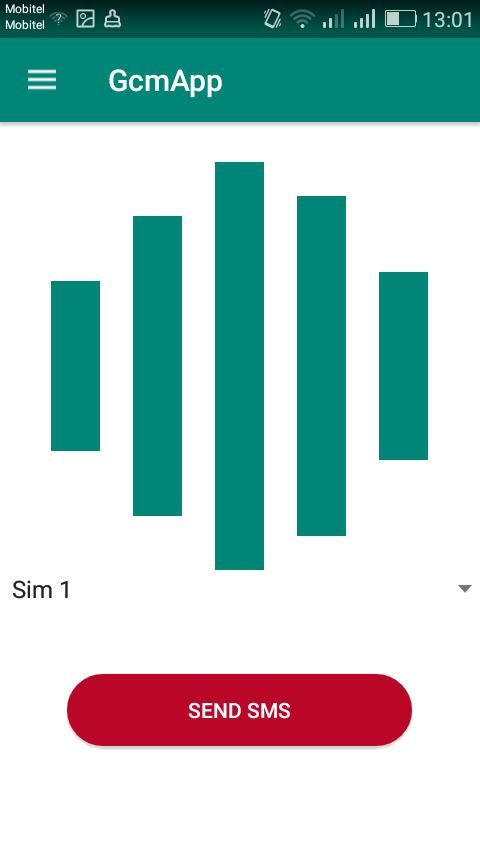 Mobitel
Mobitel
13:01
GcmApp
Sim 1
SEND SMS